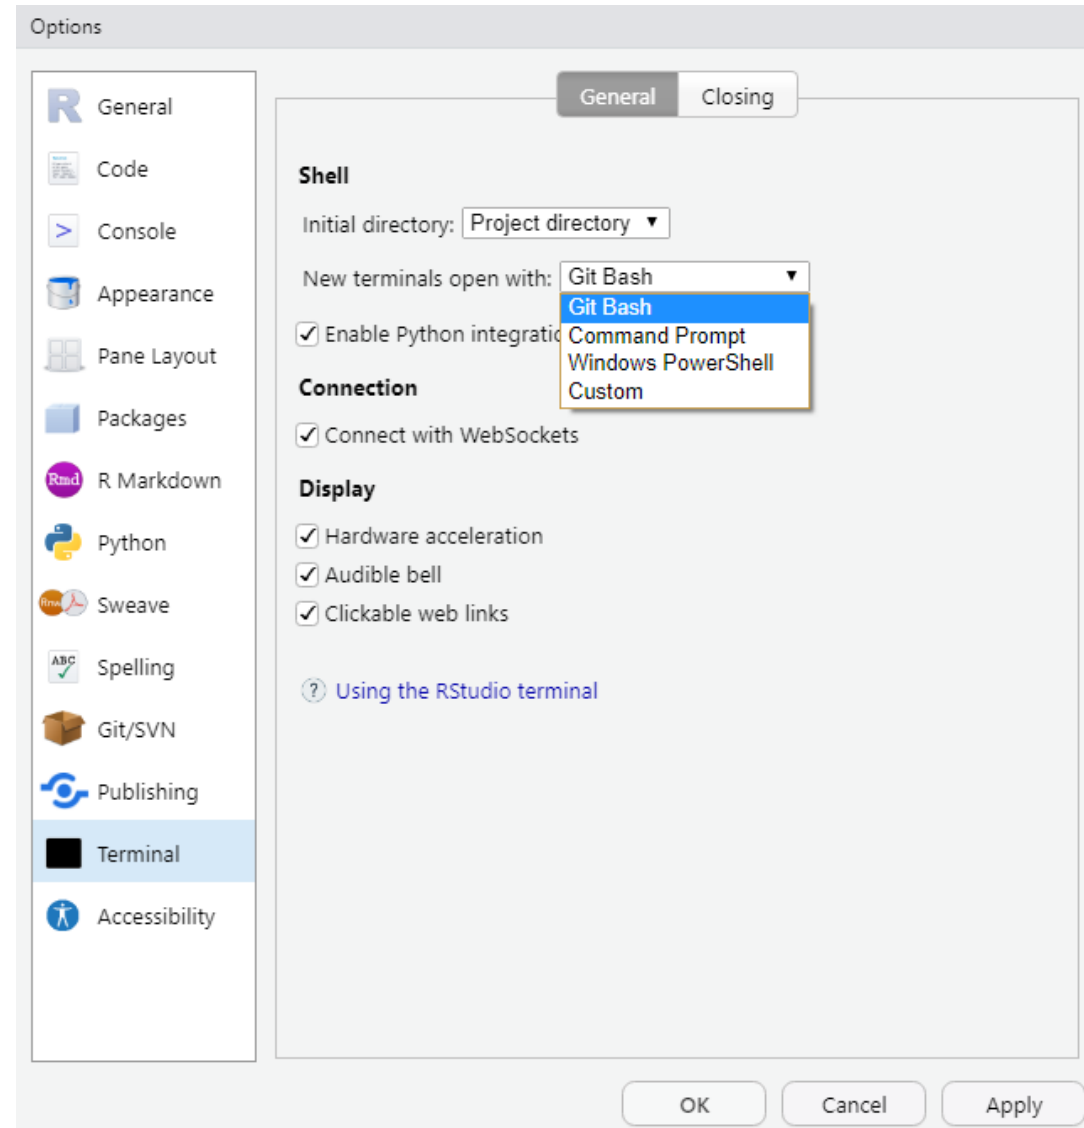 Options
General
Code
Console
Appearance
Pane Layout
Packages
Rmd R Markdown
Python
Sweave
ABC Spelling
Git/SVN
Publishing
Terminal
Accessibility
General Closing
Shell
Initial directory: Project directory
New terminals open with: Git Bash
Git Bash
Command Prompt
Windows PowerShell
Custom
Enable Python integratio
Connection
Connect with WebSockets
Display
Hardware acceleration
Audible bell
Clickable web links
? Using the RStudio terminal
OK Cancel Apply